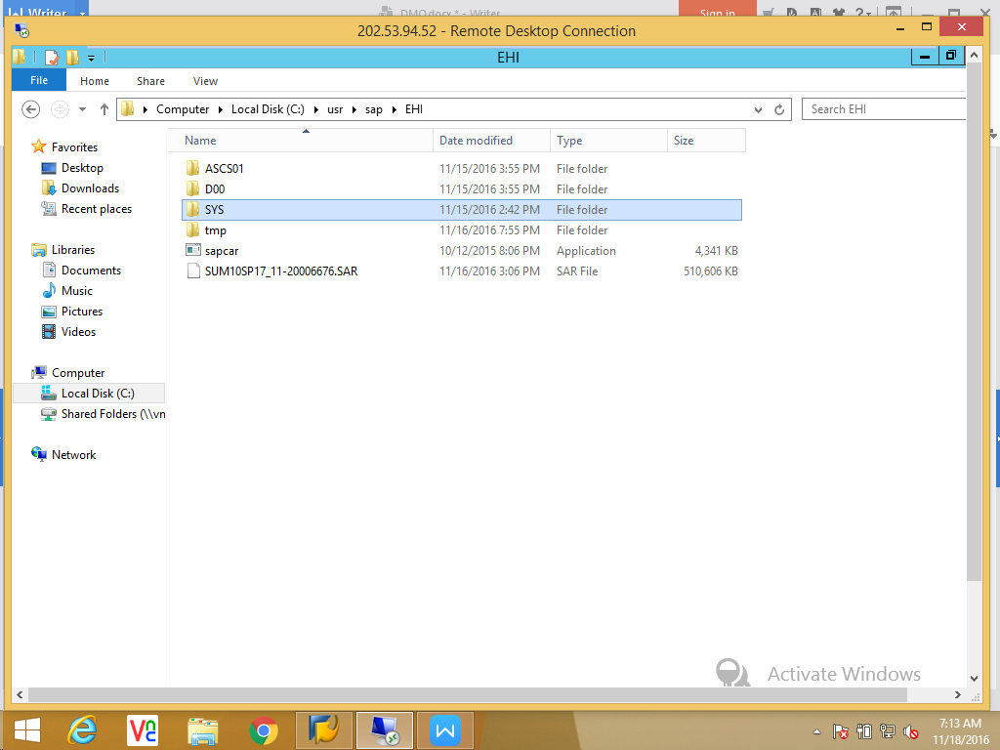 Writer
DMO.docx * - Writer
Sign in
202.53.94.52 - Remote Desktop Connection
EHI
File Home Share View
Computer Local Disk (C:) usr sap EHI
Search EHI
Name Date modified Type Size
Favorites
Desktop
Downloads
Recent places
Libraries
Documents
Music
Pictures
Videos
Computer
Local Disk (C:)
Shared Folders (\\vn
Network
ASCS01 11/15/2016 3:55 PM File folder
D00 11/15/2016 3:55 PM File folder
SYS 11/15/2016 2:42 PM File folder
tmp 11/16/2016 7:55 PM File folder
sapcar 10/12/2015 8:06 PM Application 4,341 KB
SUM10SP17_11-20006676.SAR 11/16/2016 3:06 PM SAR File 510,606 KB
Activate Windows
7:13 AM
11/18/2016